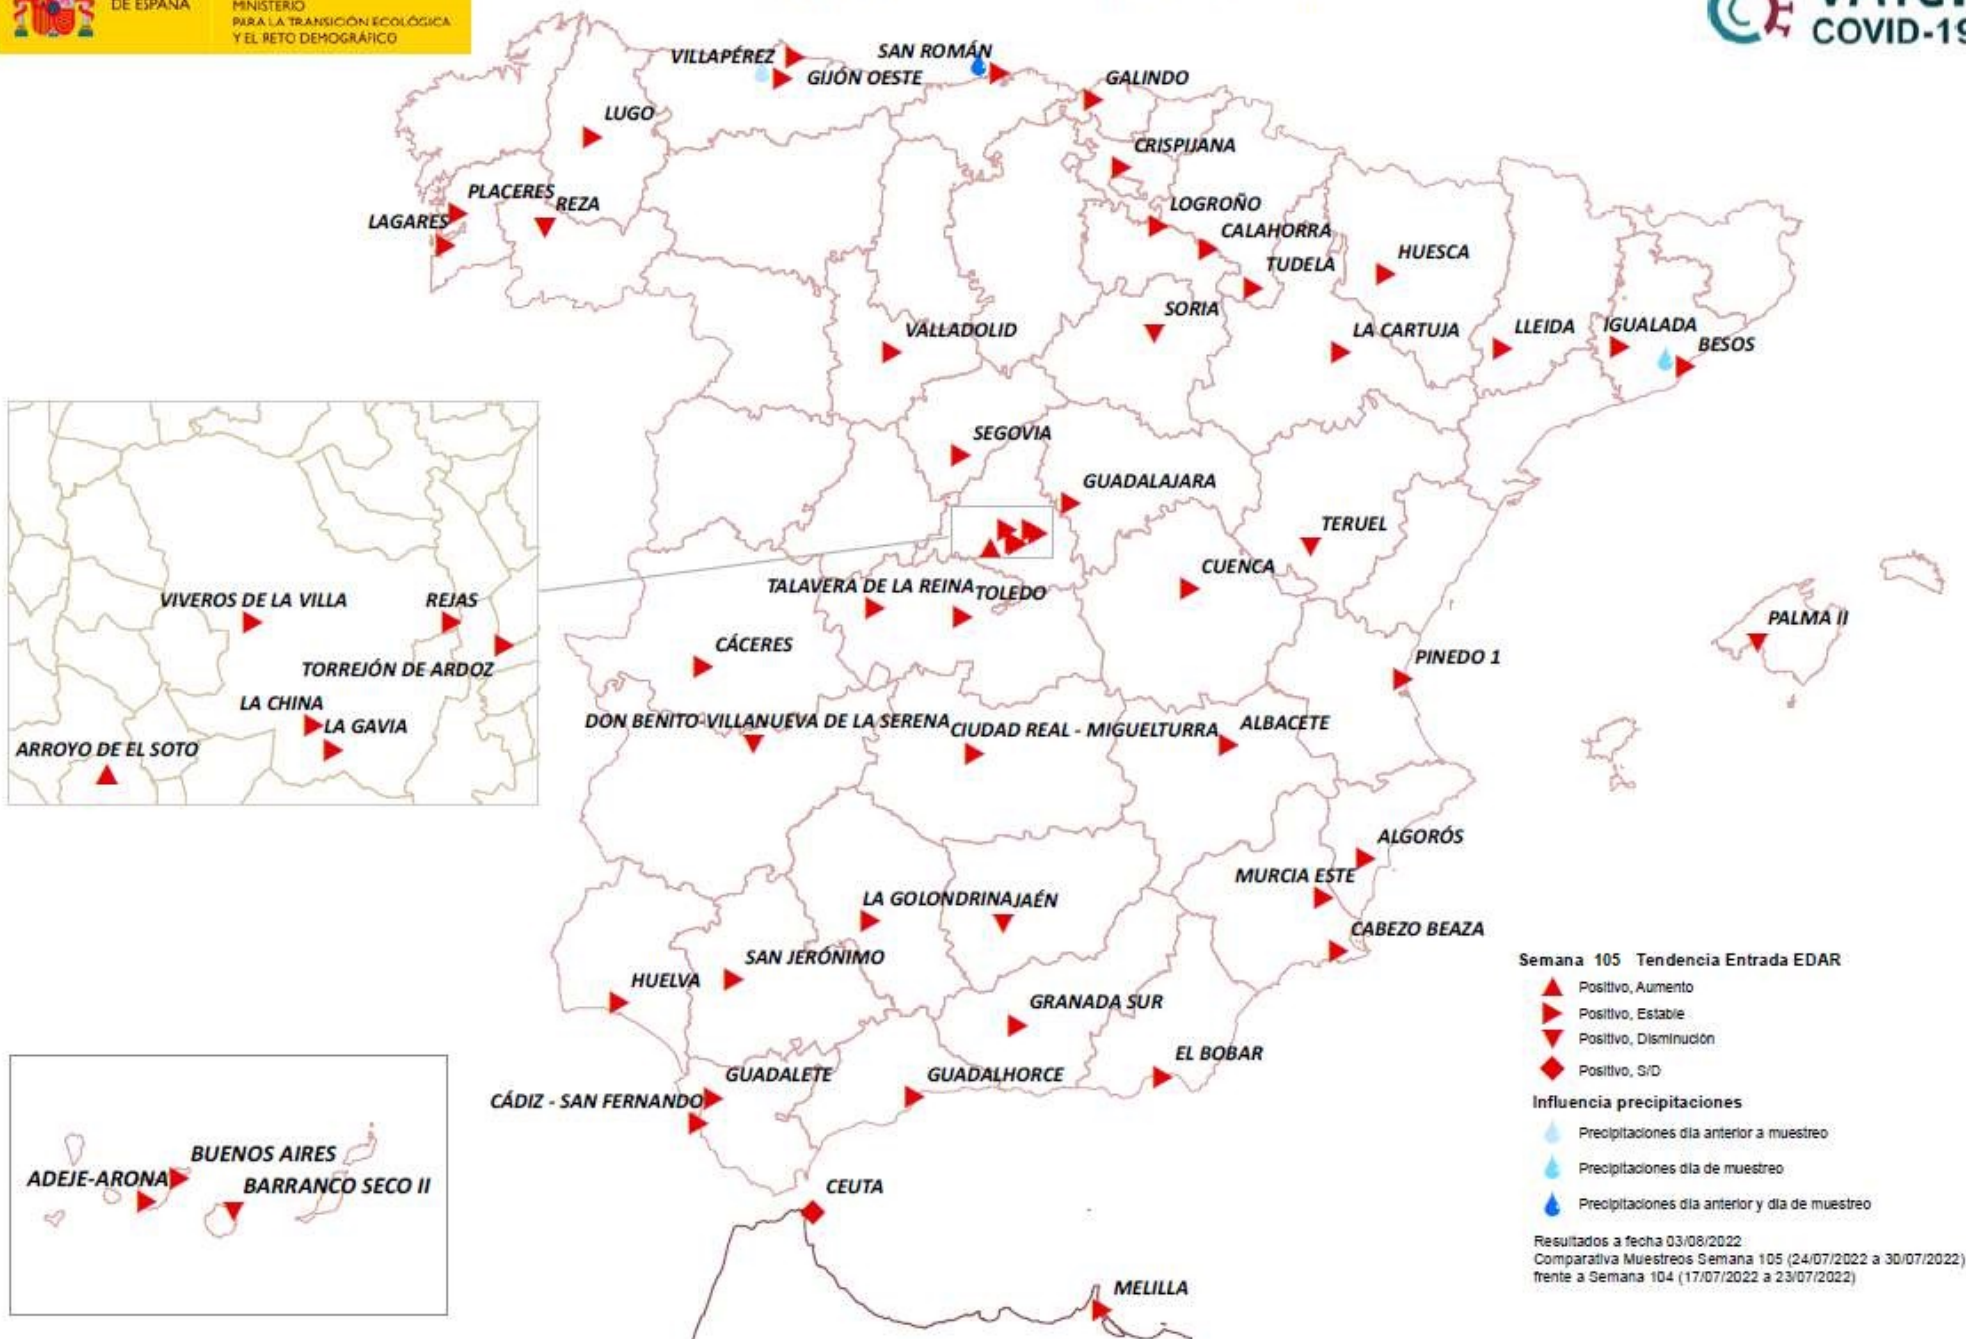 DE ESPAÑA
MINISTERIO
PARA LA TRANSICIÓN ECOLÓGICA
Y EL RETO DEMOGRÁFICO
COVID-19
VILLAPÉREZ
SAN ROMÁN
GIJÓN OESTE
GALINDO
LUGO
CRISPIJANA
PLACERES
REZA
LAGARES
LOGROÑO
CALAHORRA
HUESCA
TUDELA
SORIA
VALLADOLID
LA CARTUJA
LLEIDA
IGUALADA
BESOS
SEGOVIA
GUADALAJARA
TERUEL
CUENCA
TALAVERA DE LA REINA
TOLEDO
VIVEROS DE LA VILLA
REJAS
PALMA II
CÁCERES
PINEDO 1
TORREJÓN DE ARDOZ
LA CHINA
LA GAVIA
ARROYO DE EL SOTO
DON BENITO-VILLANUEVA DE LA SERENA
CIUDAD REAL - MIGUELTURRA
ALBACETE
ALGORÓS
MURCIA ESTE
LA GOLONDRINA
JAÉN
CABEZO BEAZA
SAN JERÓNIMO
HUELVA
GRANADA SUR
EL BOBAR
GUADALETE
GUADALHORCE
CÁDIZ - SAN FERNANDO
BUENOS AIRES
ADEJE-ARONA
BARRANCO SECO II
CEUTA
MELILLA
Semana 105 Tendencia Entrada EDAR
Positivo, Aumento
Positivo, Estable
Positivo, Disminución
Positivo, S/D
Influencia precipitaciones
Precipitaciones día anterior a muestreo
Precipitaciones día de muestreo
Precipitaciones día anterior y día de muestreo
Resultados a fecha 03/08/2022
Comparativa Muestreos Semana 105 (24/07/2022 a 30/07/2022)
frente a Semana 104 (17/07/2022 a 23/07/2022)